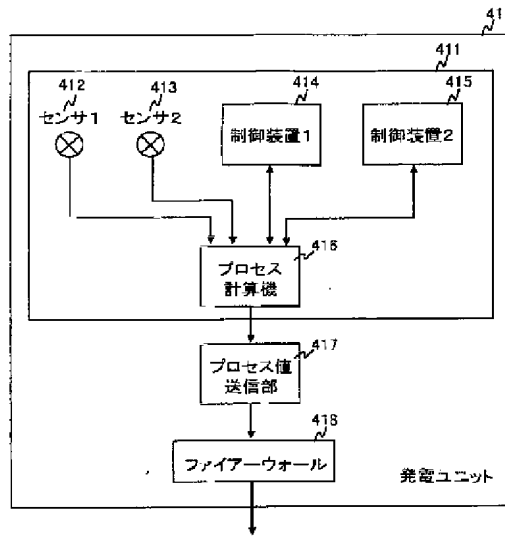 41
411
412
413
414
415
センサ1
センサ2
制御装置1
制御装置2
416
プロセス
計算機
417
プロセス値
送信部
418
ファイアーウォール
発電ユニット